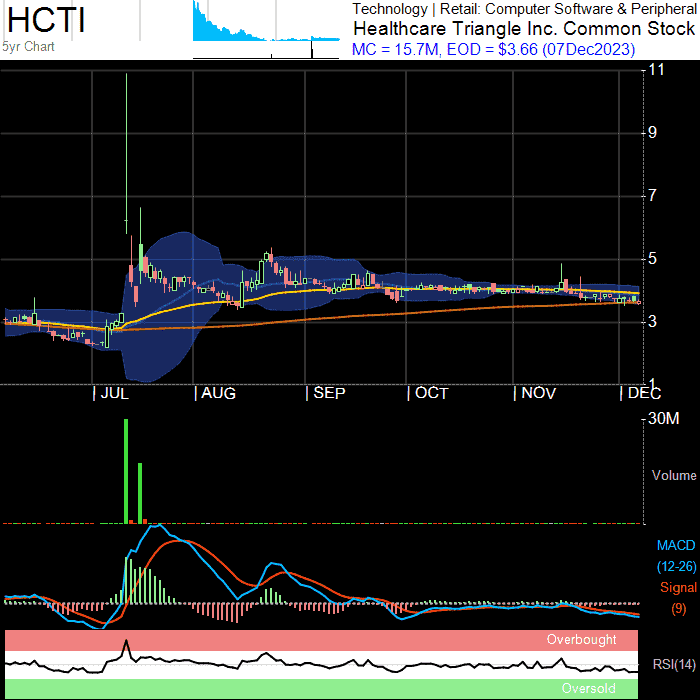 HCTI
5yr Chart
Technology | Retail: Computer Software & Peripheral
Healthcare Triangle Inc. Common Stock
MC = 15.7M, EOD = $3.66 (07Dec2023)
11
9
7
5
3
1
JUL
AUG
SEP
OCT
NOV
DEC
30M
Volume
MACD
(12-26)
Signal
(9)
Overbought
RSI(14)
Oversold